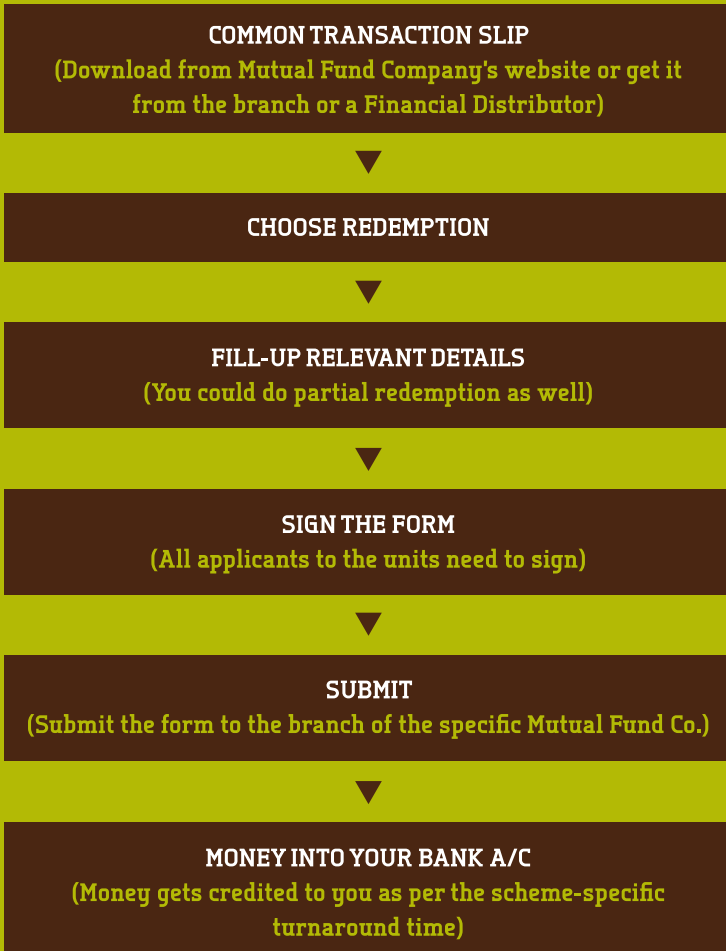 COMMON TRANSACTION SLIP
(Download from Mutual Fund Company's website or get it
from the branch or a Financial Distributor)
CHOOSE REDEMPTION
FILL-UP RELEVANT DETAILS
(You could do partial redemption as well)
SIGN THE FORM
(All applicants to the units need to sign)
SUBMIT
(Submit the form to the branch of the specific Mutual Fund Co.)
MONEY INTO YOUR BANK A/C
(Money gets credited to you as per the scheme-specific
turnaround time)